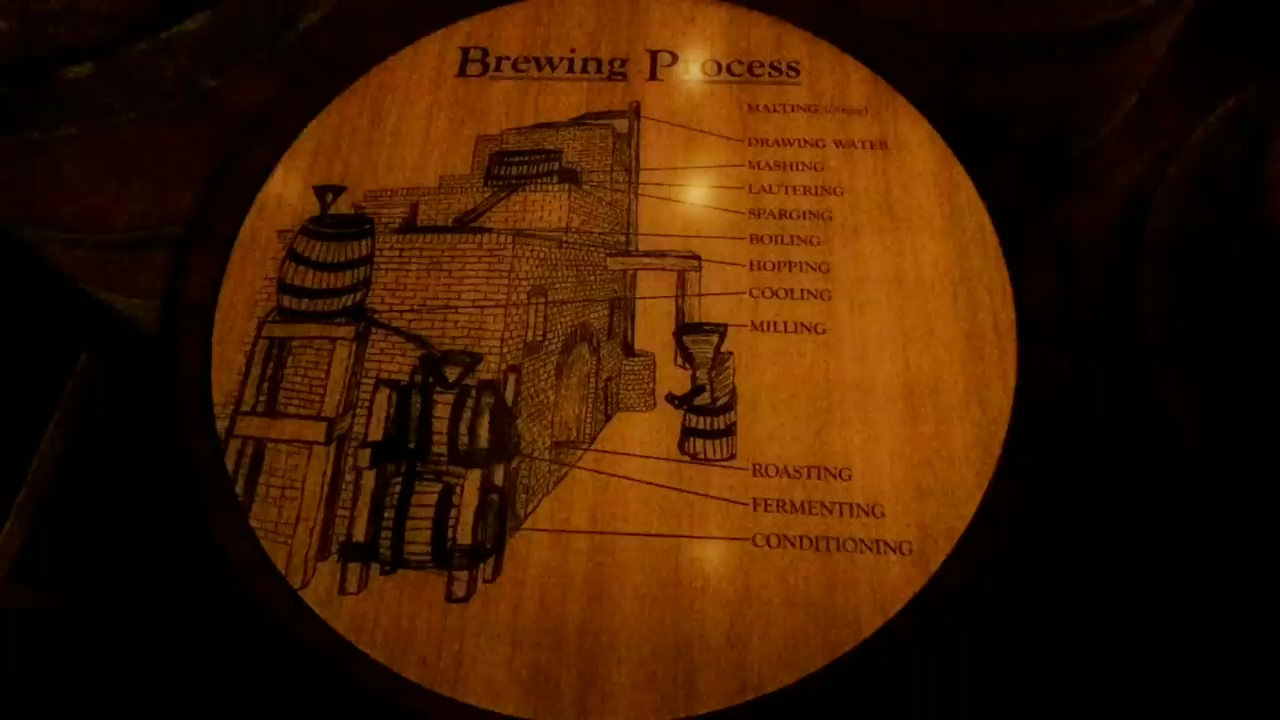 Brewing Process
MALTING
DRAWING WATER
MASHING
LAUTERING
SPARGING
BOILING
HOPPING
COOLING
MILLING
ROASTING
FERMENTING
CONDITIONING